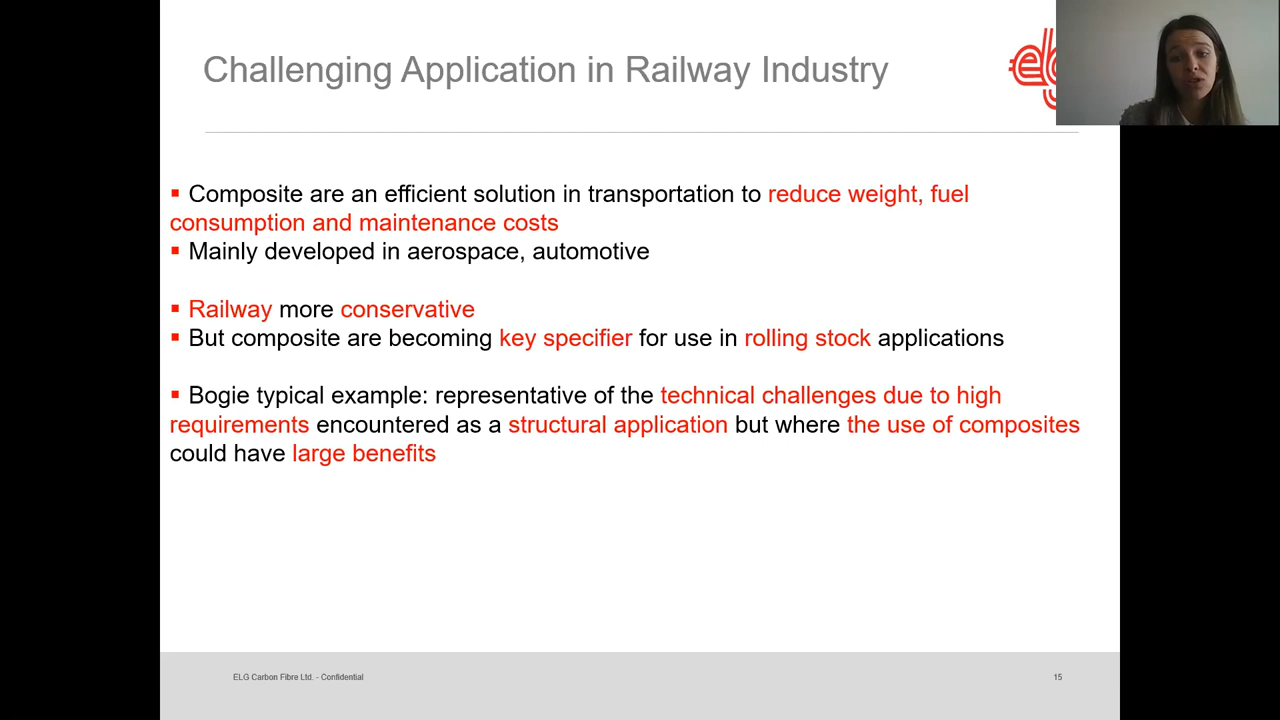 Challenging Application in Railway Industry
elg
▪ Composite are an efficient solution in transportation to reduce weight, fuel
consumption and maintenance costs
▪ Mainly developed in aerospace, automotive
▪ Railway more conservative
▪ But composite are becoming key specifier for use in rolling stock applications
▪ Bogie typical example: representative of the technical challenges due to high
requirements encountered as a structural application but where the use of composites
could have large benefits
ELG Carbon Fibre Ltd. - Confidential
15